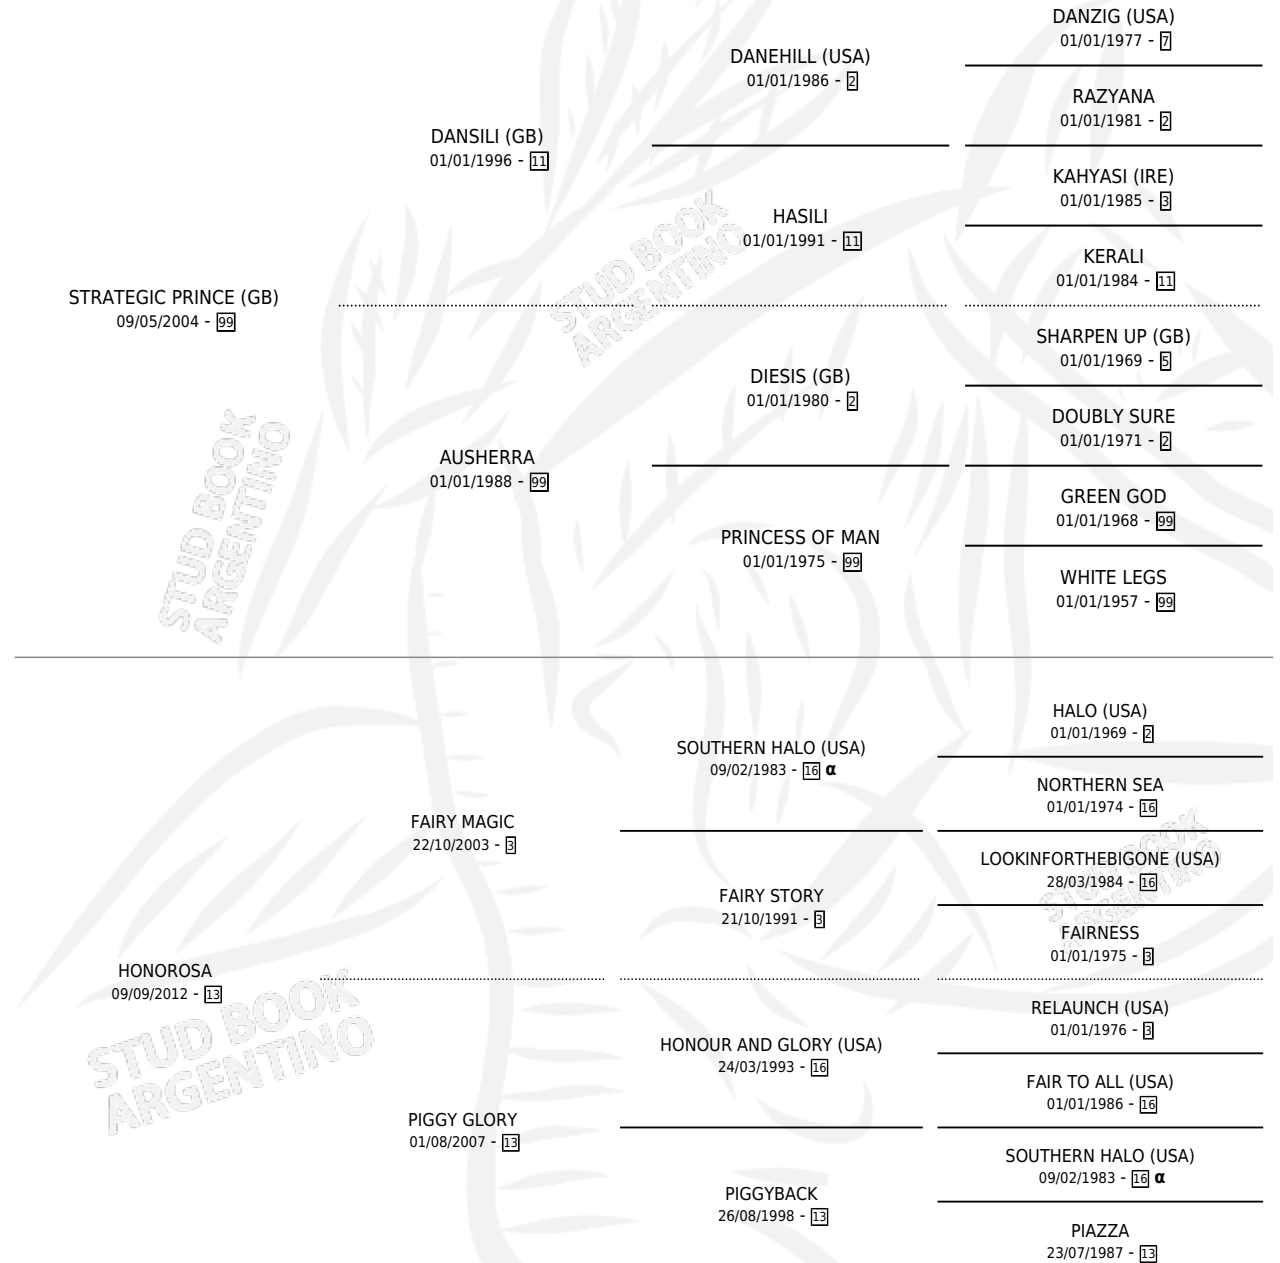 DANZIG (USA)
01/01/1977 - 7
DANEHILL (USA)
01/01/1986 - 2
RAZYANA
01/01/1981 - 2
DANSILI (GB)
01/01/1996 - 11
KAHYASI (IRE)
01/01/1985 - 3
HASILI
01/01/1991 - 11
KERALI
01/01/1984 - 11
STUD BOOK
ARGENTINO
STRATEGIC PRINCE (GB)
09/05/2004 - 99
SHARPEN UP (GB)
01/01/1969 - 5
DIESIS (GB)
01/01/1980 - 2
DOUBLY SURE
01/01/1971 - 2
AUSHERRA
01/01/1988 - 99
GREEN GOD
01/01/1968 - 99
PRINCESS OF MAN
01/01/1975 - 99
WHITE LEGS
01/01/1957 - 99
STUD BOOK
ARGENTINO
HALO (USA)
01/01/1969 - 2
SOUTHERN HALO (USA)
09/02/1983 - 16 α
NORTHERN SEA
01/01/1974 - 16
FAIRY MAGIC
22/10/2003 - 3
LOOKINFORTHEBIGONE (USA)
28/03/1984 - 16
STUD BOOK
ARGENTINO
FAIRY STORY
21/10/1991 - 3
FAIRNESS
01/01/1975 - 3
HONOROSA
09/09/2012 - 13
STUD BOOK
ARGENTINO
RELAUNCH (USA)
01/01/1976 - 3
HONOUR AND GLORY (USA)
24/03/1993 - 16
FAIR TO ALL (USA)
01/01/1986 - 16
PIGGY GLORY
01/08/2007 - 13
SOUTHERN HALO (USA)
09/02/1983 - 16 α
PIGGYBACK
26/08/1998 - 13
PIAZZA
23/07/1987 - 13